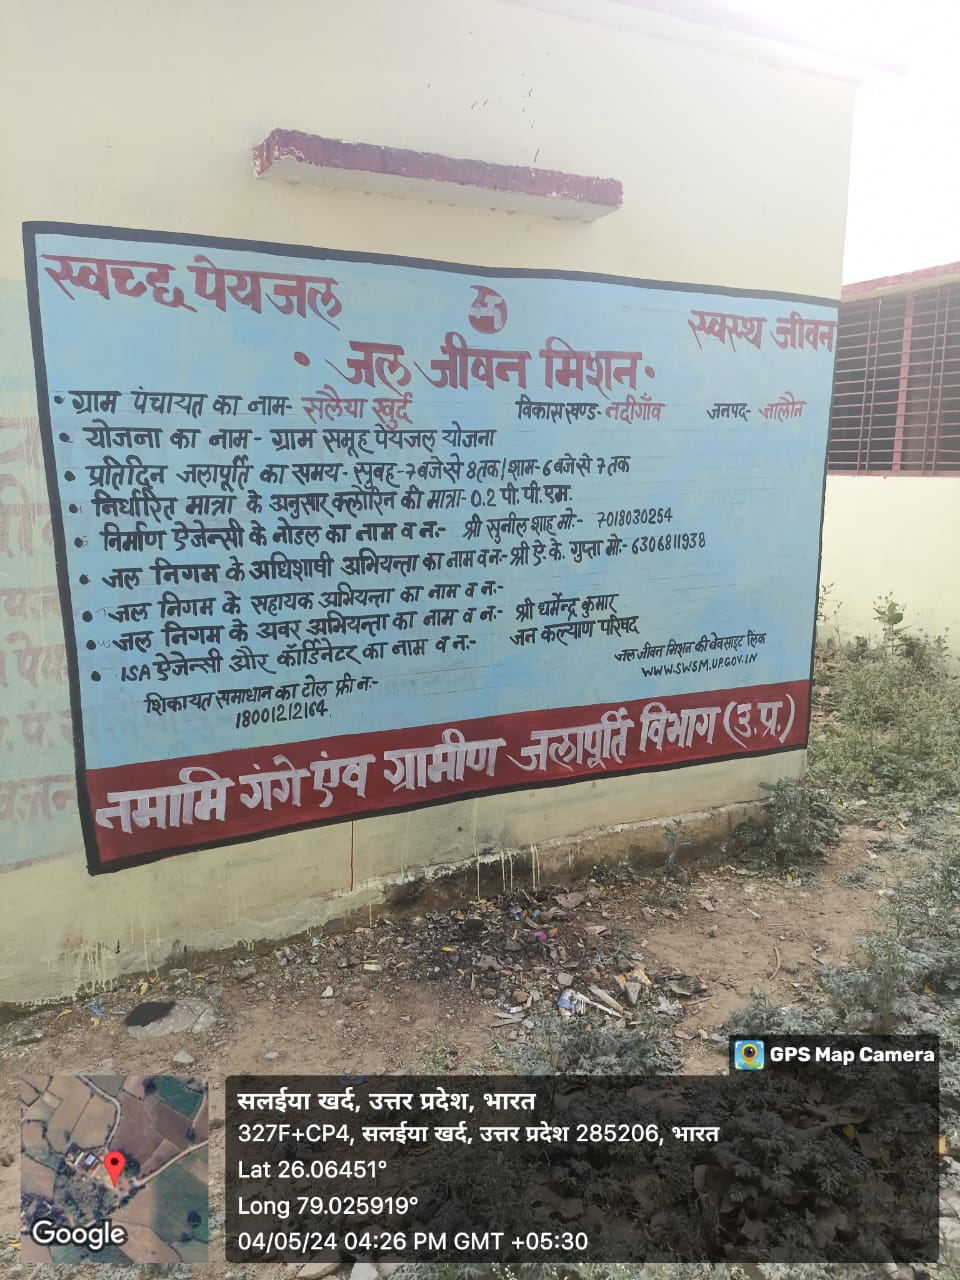 स्वच्छ पेयजल
स्वस्थ जीवन
• जल जीवन मिशन •
• ग्राम पंचायत का नाम- सलैया खुर्द विकास खण्ड- नदीगाँव जनपद- जालौन
• योजना का नाम - ग्राम समूह पेयजल योजना
• प्रतिदिन जलापूर्ति का समय- सुबह-7 बजे से 8 तक/शाम-6 बजे से 7 तक
• निर्धारित मात्रा के अनुसार क्लोरिन की मात्रा- 0.2 पी.पी.एम.
• निर्माण ऐजेन्सी के नोडल का नाम व न:- श्री सुनील शाह मो:- 7018030254
• जल निगम के अधिशाषी अभियन्ता का नाम व न:- श्री ऐ. के. गुप्ता मो:- 6306811938
• जल निगम के सहायक अभियन्ता का नाम व न:-
• जल निगम के अवर अभियन्ता का नाम व न:- श्री धर्मेन्द्र कुमार
• ISA ऐजेन्सी और कॉर्डिनेटर का नाम व न:- जन कल्याण परिषद
जल जीवन मिशन की बेवसाइट लिंक
WWW.SWSM.UP.GOV.IN
शिकायत समाधान का टोल फ्री न:-
18001212164
नमामि गंगे एंव ग्रामीण जलापूर्ति विभाग (उ.प्र.)
GPS Map Camera
सलईया खर्द, उत्तर प्रदेश, भारत
327F+CP4, सलईया खर्द, उत्तर प्रदेश 285206, भारत
Lat 26.06451°
Long 79.025919°
04/05/24 04:26 PM GMT +05:30
Google